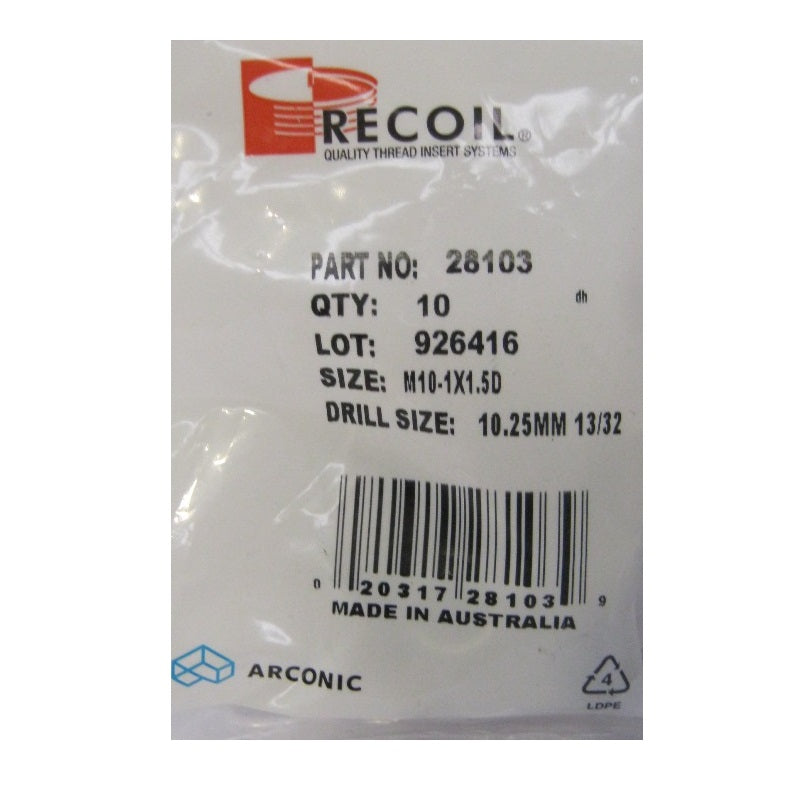 RECOIL®
QUALITY THREAD INSERT SYSTEMS
PART NO: 28103
QTY: 10 dh
LOT: 926416
SIZE: M10-1X1.5D
DRILL SIZE: 10.25MM 13/32
0 20317 28103 9
MADE IN AUSTRALIA
ARCONIC
4
LDPE